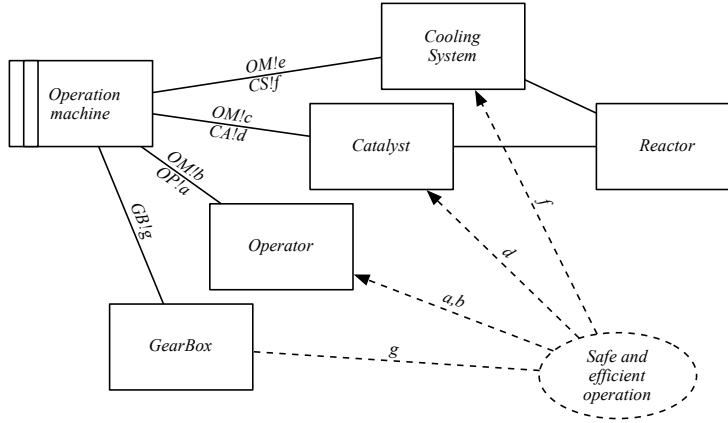 Cooling
System
OM!e
CS!f
Operation
machine
OM!c
CA!d
Catalyst
Reactor
OM!b
OP!a
GB!g
Operator
f
d
a,b
GearBox
g
Safe and
efficient
operation